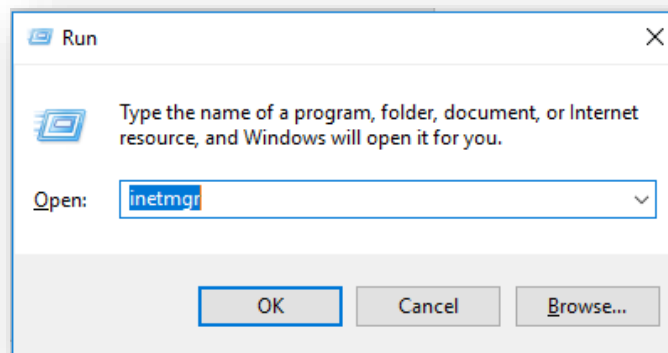 Run
Type the name of a program, folder, document, or Internet
resource, and Windows will open it for you.
Open: inetmgr
OK Cancel Browse...